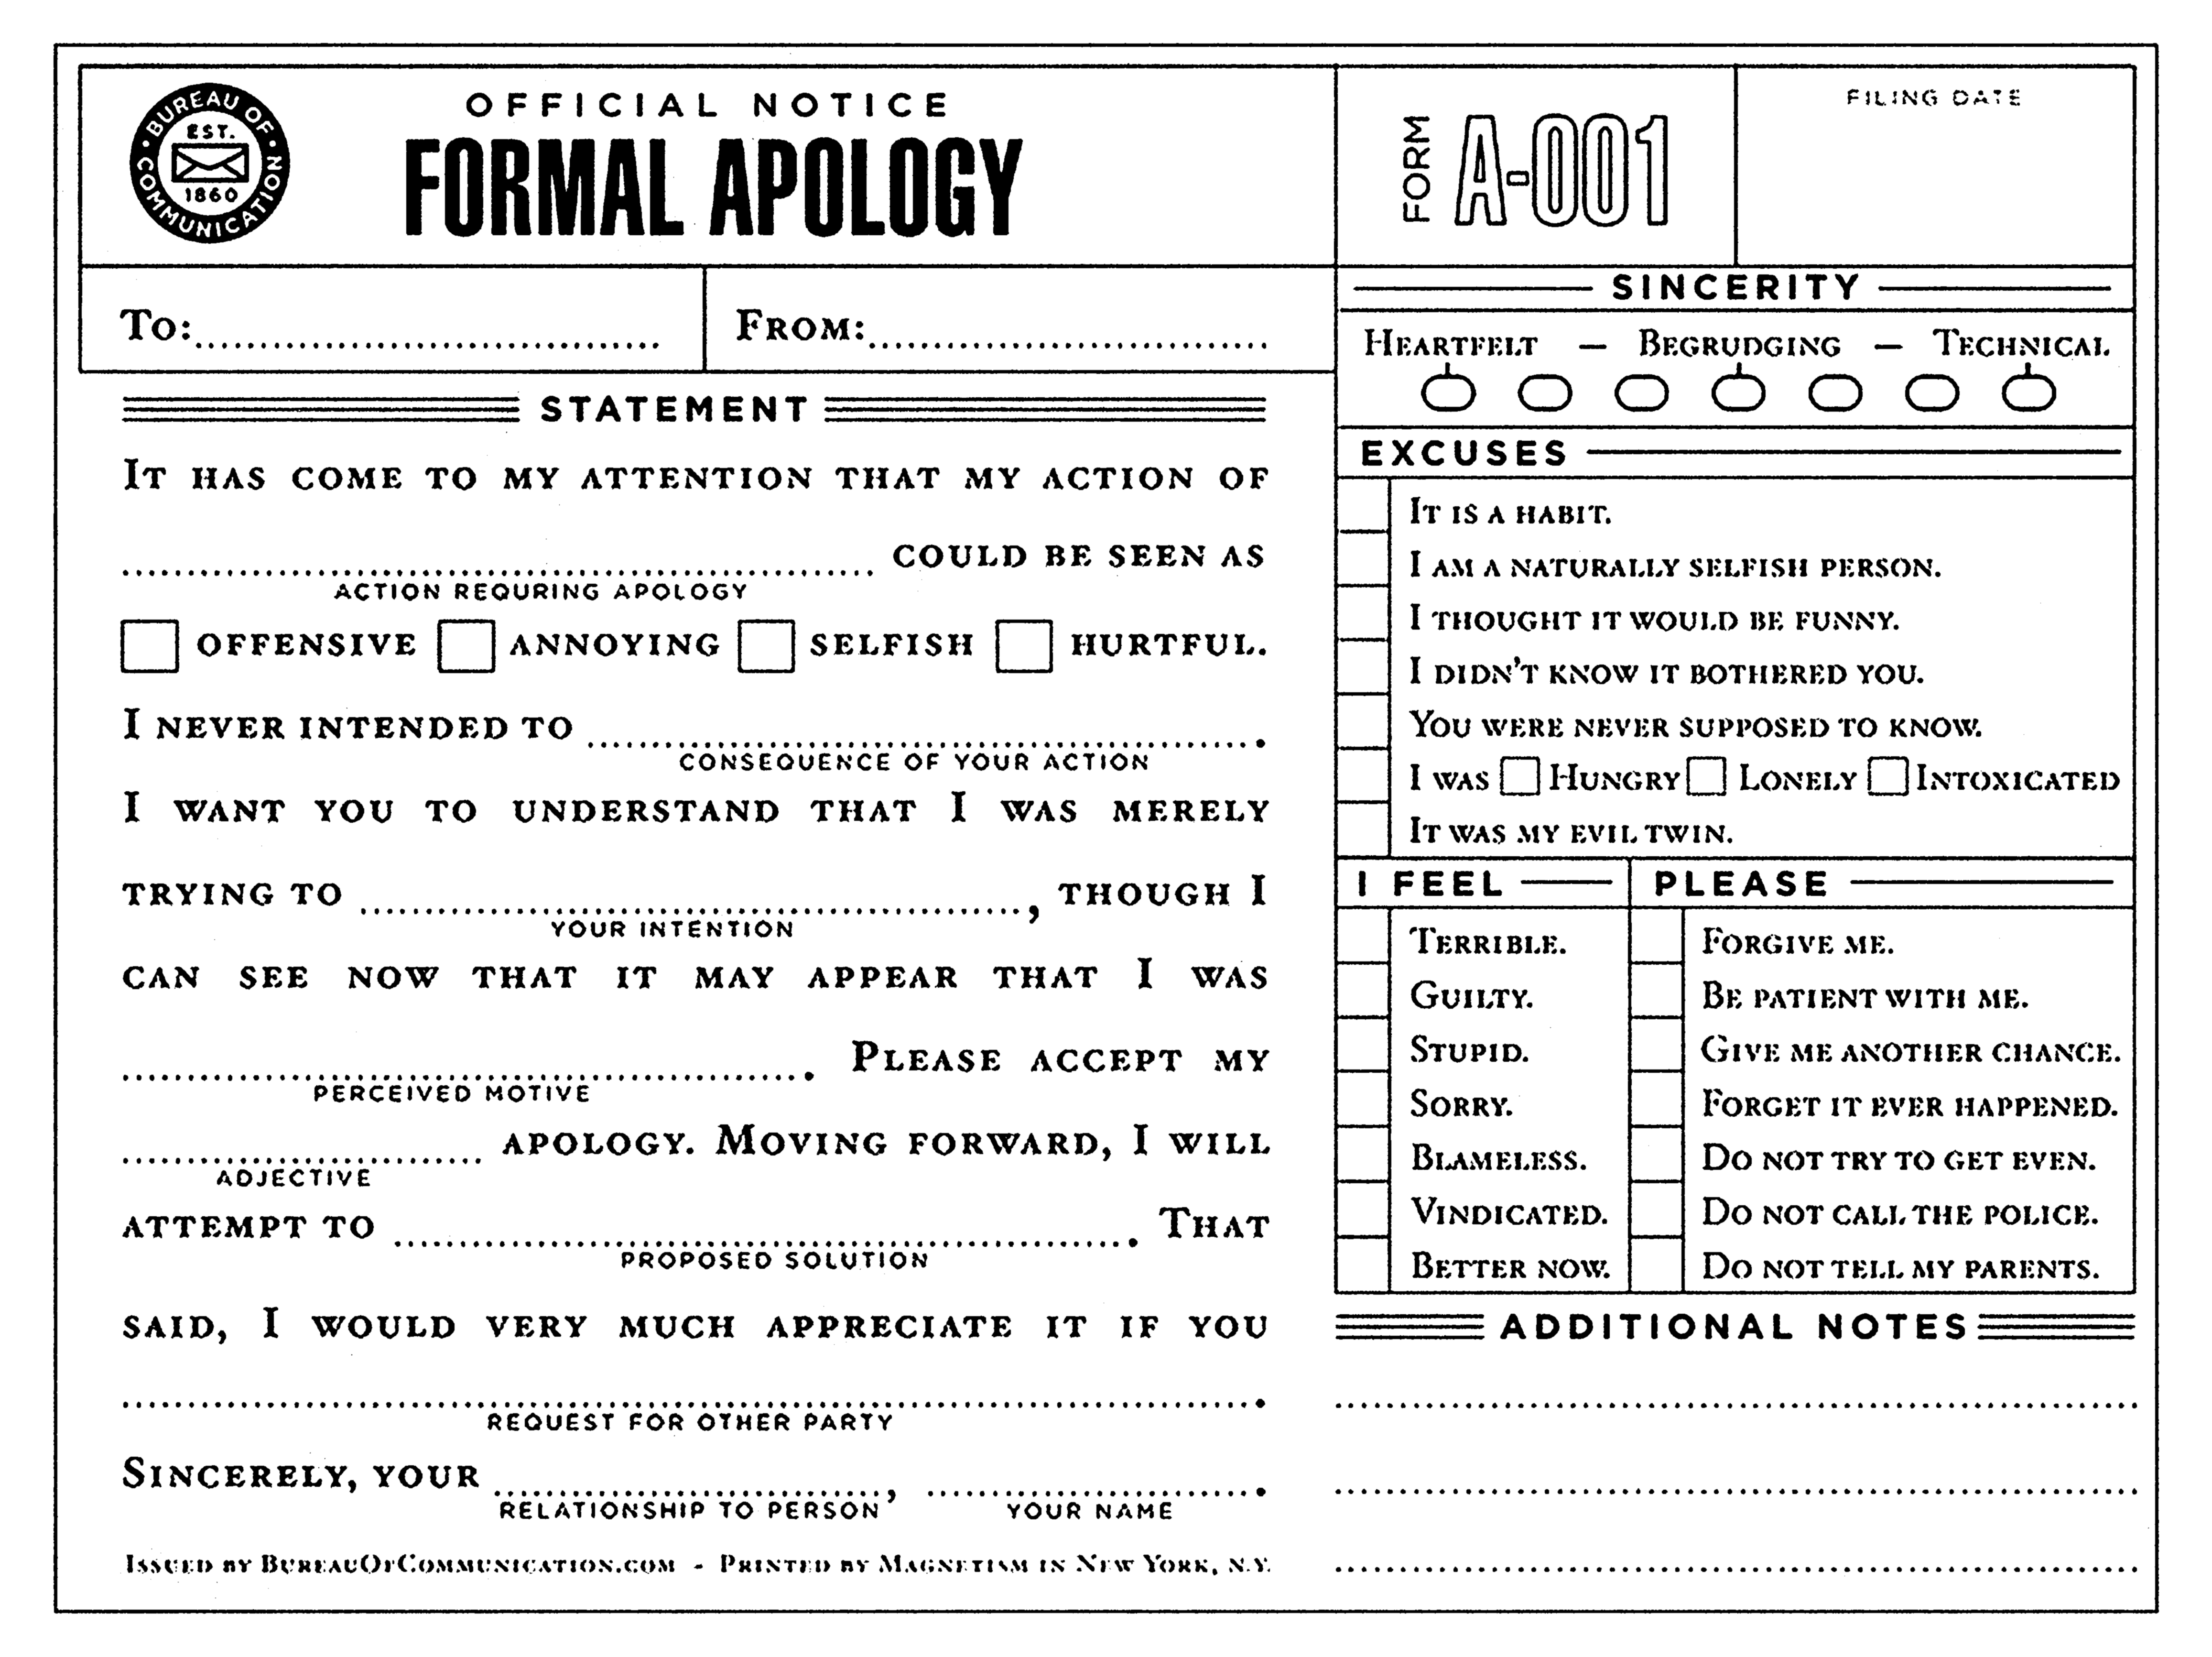 BUREAU OF COMMUNICATION
EST.
1860
OFFICIAL NOTICE
FORMAL APOLOGY
FORM A-001
FILING DATE
TO:
FROM:
STATEMENT
IT HAS COME TO MY ATTENTION THAT MY ACTION OF
COULD BE SEEN AS
ACTION REQURING APOLOGY
OFFENSIVE ANNOYING SELFISH HURTFUL.
I NEVER INTENDED TO .
CONSEQUENCE OF YOUR ACTION
I WANT YOU TO UNDERSTAND THAT I WAS MERELY
TRYING TO , THOUGH I
YOUR INTENTION
CAN SEE NOW THAT IT MAY APPEAR THAT I WAS
. PLEASE ACCEPT MY
PERCEIVED MOTIVE
APOLOGY. MOVING FORWARD, I WILL
ADJECTIVE
ATTEMPT TO . THAT
PROPOSED SOLUTION
SAID, I WOULD VERY MUCH APPRECIATE IT IF YOU
.
REQUEST FOR OTHER PARTY
SINCERELY, YOUR , .
RELATIONSHIP TO PERSON YOUR NAME
ISSUED BY BUREAUOFCOMMUNICATION.COM - PRINTED BY MAGNETISM IN NEW YORK, N.Y.
SINCERITY
HEARTFELT — BEGRUDGING — TECHNICAL
EXCUSES
IT IS A HABIT.
I AM A NATURALLY SELFISH PERSON.
I THOUGHT IT WOULD BE FUNNY.
I DIDN'T KNOW IT BOTHERED YOU.
YOU WERE NEVER SUPPOSED TO KNOW.
I WAS HUNGRY LONELY INTOXICATED
IT WAS MY EVIL TWIN.
I FEEL
TERRIBLE.
GUILTY.
STUPID.
SORRY.
BLAMELESS.
VINDICATED.
BETTER NOW.
PLEASE
FORGIVE ME.
BE PATIENT WITH ME.
GIVE ME ANOTHER CHANCE.
FORGET IT EVER HAPPENED.
DO NOT TRY TO GET EVEN.
DO NOT CALL THE POLICE.
DO NOT TELL MY PARENTS.
ADDITIONAL NOTES